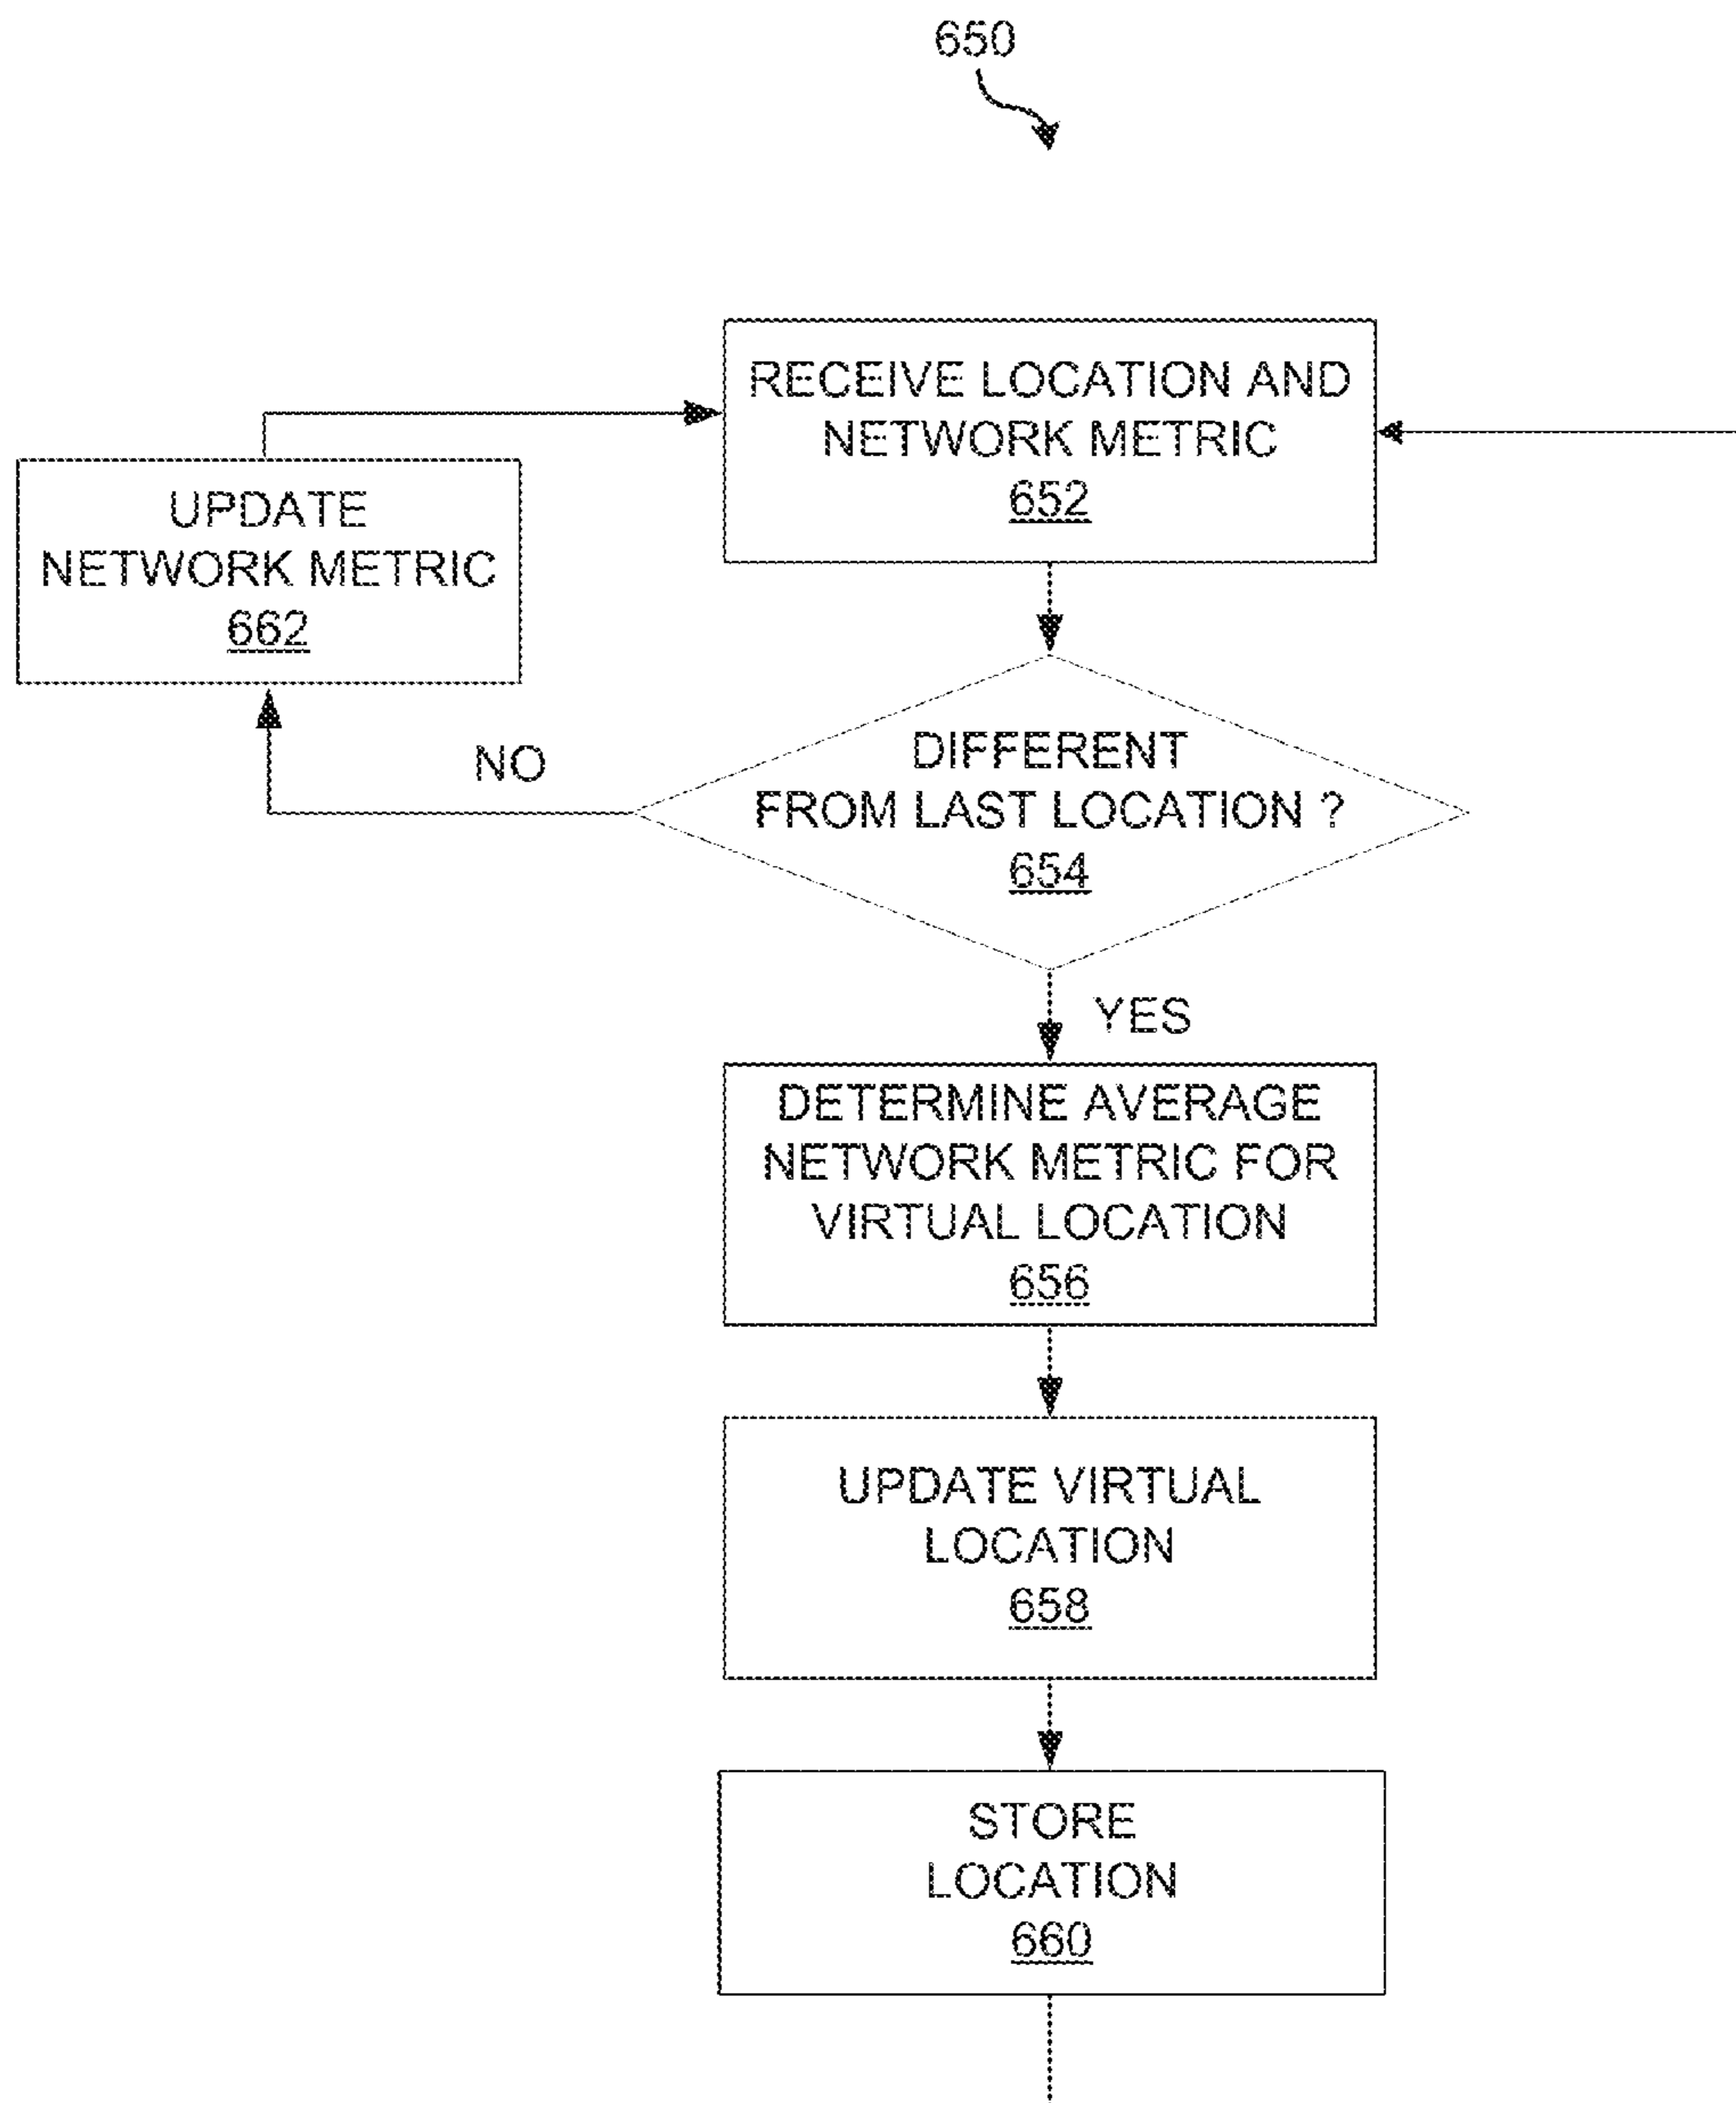 650
RECEIVE LOCATION AND
NETWORK METRIC
652
UPDATE
NETWORK METRIC
662
DIFFERENT
FROM LAST LOCATION ?
654
NO
YES
DETERMINE AVERAGE
NETWORK METRIC FOR
VIRTUAL LOCATION
656
UPDATE VIRTUAL
LOCATION
658
STORE
LOCATION
660